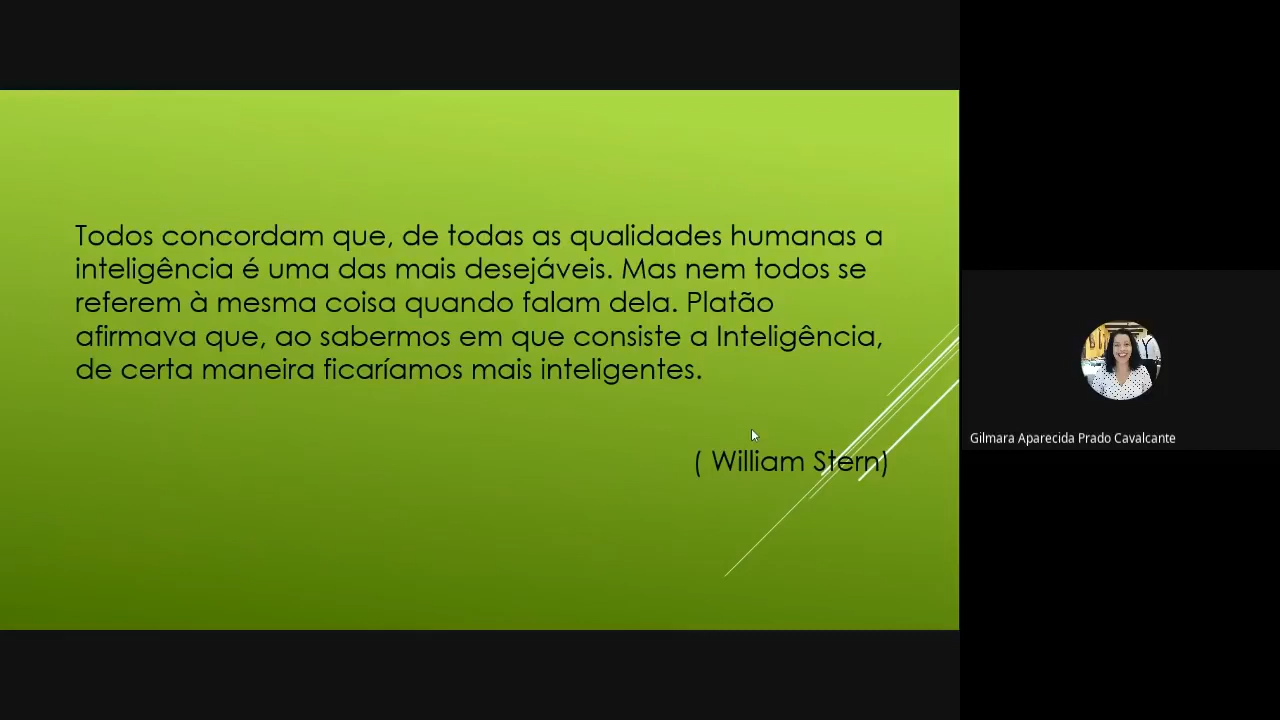 Todos concordam que, de todas as qualidades humanas a
inteligência é uma das mais desejáveis. Mas nem todos se
referem à mesma coisa quando falam dela. Platão
afirmava que, ao sabermos em que consiste a Inteligência,
de certa maneira ficaríamos mais inteligentes.
( William Stern)
Gilmara Aparecida Prado Cavalcante